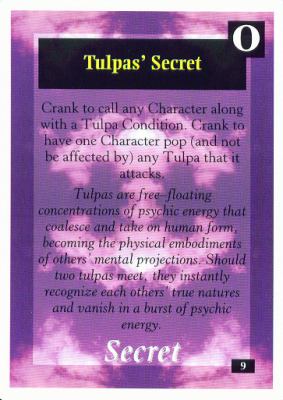 O
Tulpas' Secret
Crank to call any Character along
with a Tulpa Condition. Crank to
have one Character pop (and not
be affected by) any Tulpa that it
attacks.
Tulpas are free–floating
concentrations of psychic energy that
coalesce and take on human form,
becoming the physical embodiments
of others' mental projections. Should
two tulpas meet, they instantly
recognize each others' true natures
and vanish in a burst of psychic
energy.
Secret
9